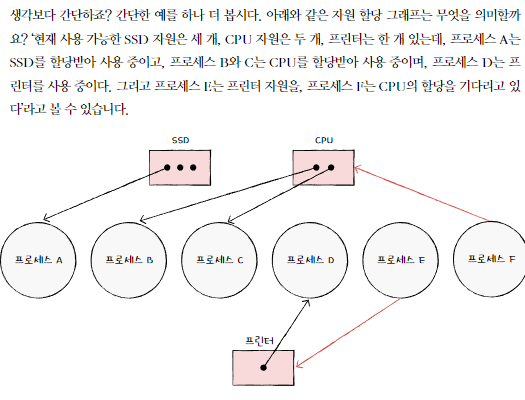 생각보다 간단하죠? 간단한 예를 하나 더 봅시다. 아래와 같은 자원 할당 그래프는 무엇을 의미할까
요? '현재 사용 가능한 SSD 자원은 세 개, CPU 자원은 두 개, 프린터는 한 개 있는데, 프로세스 A는
SSD를 할당받아 사용 중이고, 프로세스 B와 C는 CPU를 할당받아 사용 중이며, 프로세스 D는 프
린터를 사용 중이다. 그리고 프로세스 E는 프린터 자원을, 프로세스 F는 CPU의 할당을 기다리고 있
다'라고 볼 수 있습니다.
SSD
CPU
프로세스 A
프로세스 B
프로세스 C
프로세스 D
프로세스 E
프로세스 F
프린터